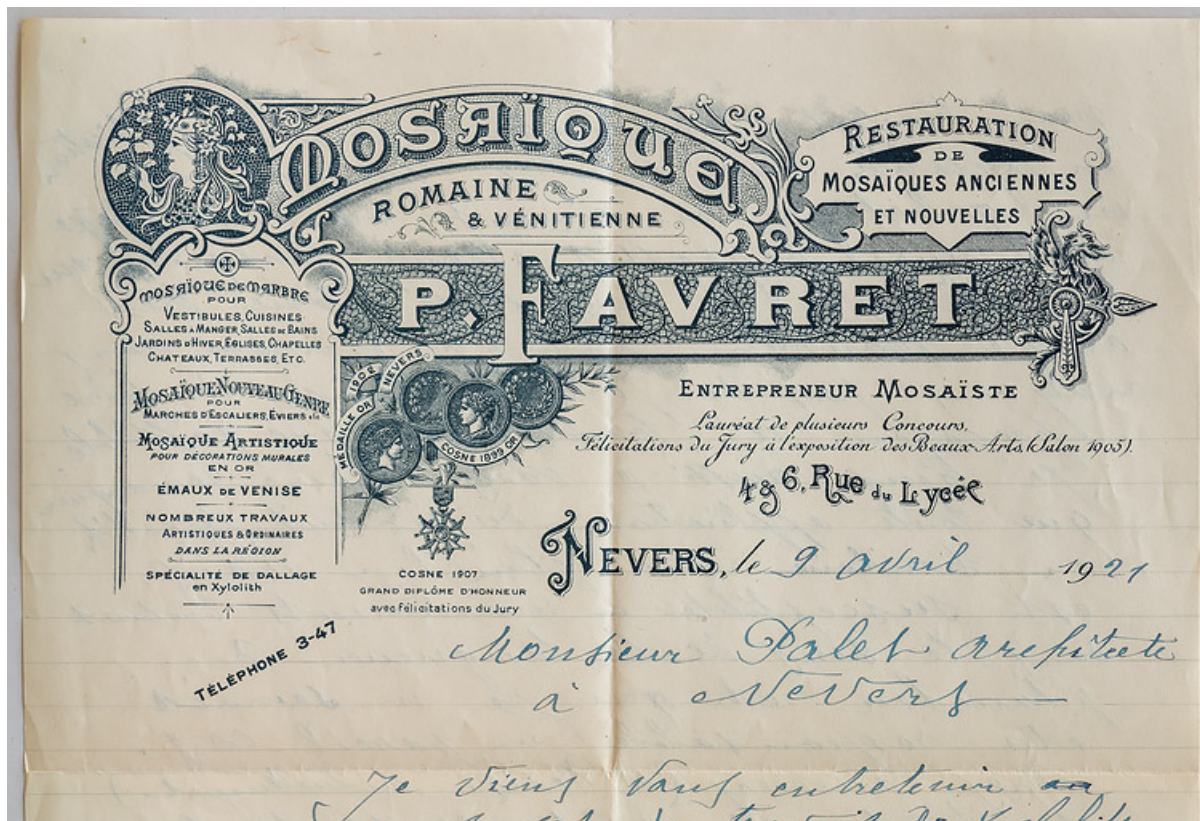 MOSAÏQUE
ROMAINE
& VÉNITIENNE
RESTAURATION
DE
MOSAÏQUES ANCIENNES
ET NOUVELLES
P. FAVRET
MOSAÏQUE DE MARBRE
POUR
VESTIBULES, CUISINES
SALLES À MANGER, SALLES DE BAINS
JARDINS D'HIVER, ÉGLISES, CHAPELLES
CHATEAUX, TERRASSES, ETC.
MOSAÏQUE NOUVEAU GENRE
POUR
MARCHES D'ESCALIERS, EVIERS, &a
MOSAÏQUE ARTISTIQUE
POUR DÉCORATIONS MURALES
EN OR
ÉMAUX DE VENISE
NOMBREUX TRAVAUX
ARTISTIQUES & ORDINAIRES
DANS LA RÉGION
SPÉCIALITÉ DE DALLAGE
en Xylolith
TÉLÉPHONE 3-47
MÉDAILLE OR 1902 NEVERS
COSNE 1899 OR
COSNE 1907
GRAND DIPLÔME D'HONNEUR
avec félicitations du Jury
ENTREPRENEUR MOSAÏSTE
Lauréat de plusieurs Concours,
Félicitations du Jury à l'exposition des Beaux-Arts, (Salon 1905).
4 & 6, Rue du Lycée
NEVERS, le 9 avril 1921
Monsieur Palet architecte
à Nevers
Je viens vous entretenir au
travail de